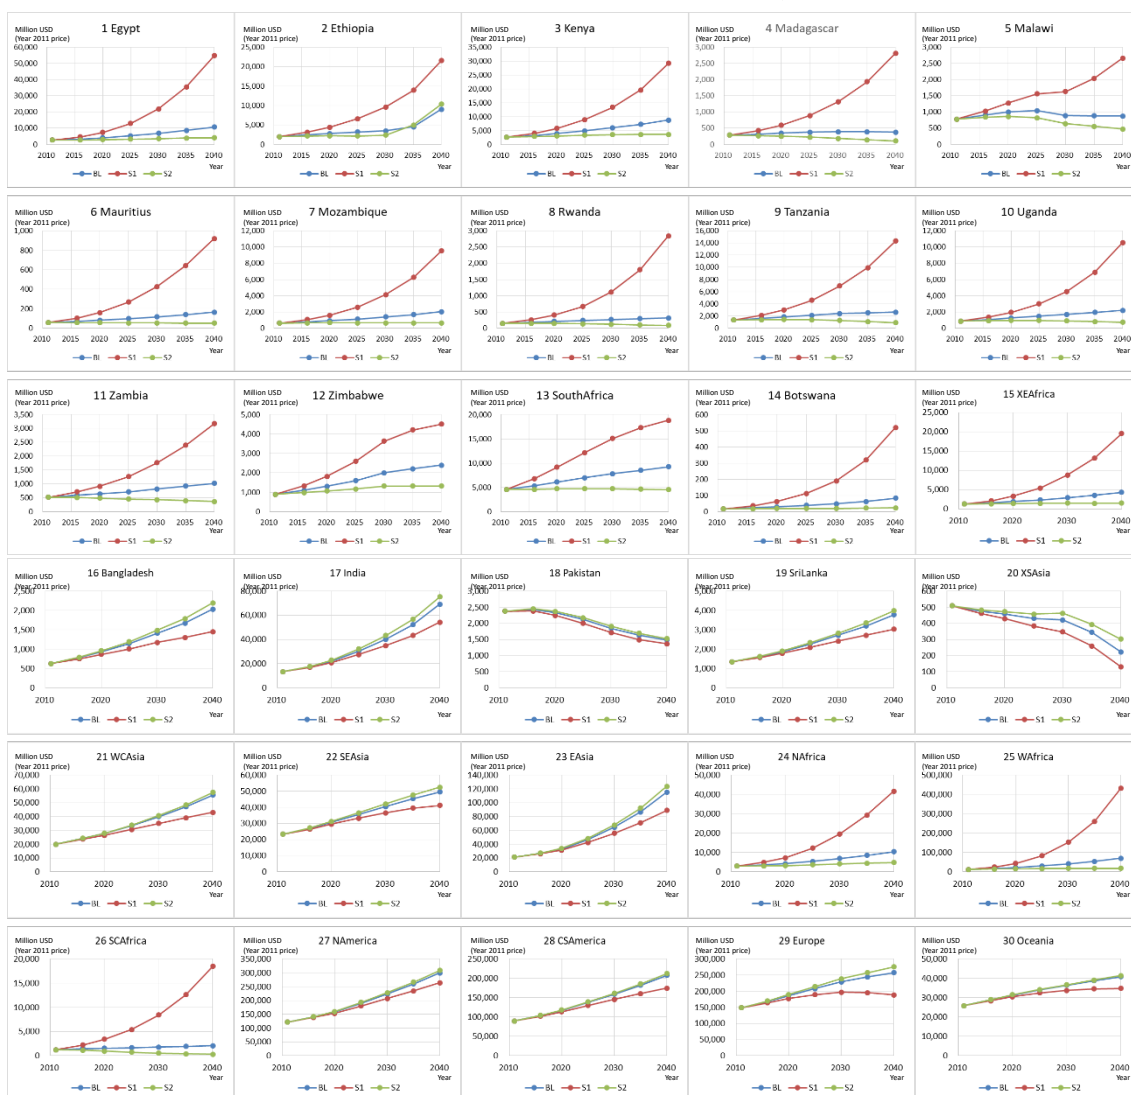 Million USD
(Year 2011 price)
1 Egypt
60,000
50,000
40,000
30,000
20,000
10,000
0
2010 2015 2020 2025 2030 2035 2040
Year
BL S1 S2
Million USD
(Year 2011 price)
2 Ethiopia
25,000
20,000
15,000
10,000
5,000
0
2010 2015 2020 2025 2030 2035 2040
Year
BL S1 S2
Million USD
(Year 2011 price)
3 Kenya
35,000
30,000
25,000
20,000
15,000
10,000
5,000
0
2010 2015 2020 2025 2030 2035 2040
Year
BL S1 S2
Million USD
(Year 2011 price)
4 Madagascar
3,000
2,500
2,000
1,500
1,000
500
0
2010 2015 2020 2025 2030 2035 2040
Year
BL S1 S2
Million USD
(Year 2011 price)
5 Malawi
3,000
2,500
2,000
1,500
1,000
500
0
2010 2015 2020 2025 2030 2035 2040
Year
BL S1 S2
Million USD
(Year 2011 price)
6 Mauritius
1,000
800
600
400
200
0
2010 2015 2020 2025 2030 2035 2040
Year
BL S1 S2
Million USD
(Year 2011 price)
7 Mozambique
12,000
10,000
8,000
6,000
4,000
2,000
0
2010 2015 2020 2025 2030 2035 2040
Year
BL S1 S2
Million USD
(Year 2011 price)
8 Rwanda
3,000
2,500
2,000
1,500
1,000
500
0
2010 2015 2020 2025 2030 2035 2040
Year
BL S1 S2
Million USD
(Year 2011 price)
9 Tanzania
16,000
14,000
12,000
10,000
8,000
6,000
4,000
2,000
0
2010 2015 2020 2025 2030 2035 2040
Year
BL S1 S2
Million USD
(Year 2011 price)
10 Uganda
12,000
10,000
8,000
6,000
4,000
2,000
0
2010 2015 2020 2025 2030 2035 2040
Year
BL S1 S2
Million USD
(Year 2011 price)
11 Zambia
3,500
3,000
2,500
2,000
1,500
1,000
500
0
2010 2015 2020 2025 2030 2035 2040
Year
BL S1 S2
Million USD
(Year 2011 price)
12 Zimbabwe
5,000
4,000
3,000
2,000
1,000
0
2010 2015 2020 2025 2030 2035 2040
Year
BL S1 S2
Million USD
(Year 2011 price)
13 SouthAfrica
20,000
15,000
10,000
5,000
0
2010 2015 2020 2025 2030 2035 2040
Year
BL S1 S2
Million USD
(Year 2011 price)
14 Botswana
600
500
400
300
200
100
0
2010 2015 2020 2025 2030 2035 2040
Year
BL S1 S2
Million USD
(Year 2011 price)
15 XEAfrica
25,000
20,000
15,000
10,000
5,000
0
2010 2020 2030 2040
Year
BL S1 S2
Million USD
(Year 2011 price)
16 Bangladesh
2,500
2,000
1,500
1,000
500
0
2010 2020 2030 2040
Year
BL S1 S2
Million USD
(Year 2011 price)
17 India
80,000
60,000
40,000
20,000
0
2010 2020 2030 2040
Year
BL S1 S2
Million USD
(Year 2011 price)
18 Pakistan
3,000
2,500
2,000
1,500
1,000
500
0
2010 2020 2030 2040
Year
BL S1 S2
Million USD
(Year 2011 price)
19 SriLanka
5,000
4,000
3,000
2,000
1,000
0
2010 2020 2030 2040
Year
BL S1 S2
Million USD
(Year 2011 price)
20 XSAsia
600
500
400
300
200
100
0
2010 2020 2030 2040
Year
BL S1 S2
Million USD
(Year 2011 price)
21 WCAsia
70,000
60,000
50,000
40,000
30,000
20,000
10,000
0
2010 2020 2030 2040
Year
BL S1 S2
Million USD
(Year 2011 price)
22 SEAsia
60,000
50,000
40,000
30,000
20,000
10,000
0
2010 2020 2030 2040
Year
BL S1 S2
Million USD
(Year 2011 price)
23 EAsia
140,000
120,000
100,000
80,000
60,000
40,000
20,000
0
2010 2020 2030 2040
Year
BL S1 S2
Million USD
(Year 2011 price)
24 NAfrica
50,000
40,000
30,000
20,000
10,000
0
2010 2020 2030 2040
Year
BL S1 S2
Million USD
(Year 2011 price)
25 WAfrica
500,000
400,000
300,000
200,000
100,000
0
2010 2020 2030 2040
Year
BL S1 S2
Million USD
(Year 2011 price)
26 SCAfrica
20,000
15,000
10,000
5,000
0
2010 2020 2030 2040
Year
BL S1 S2
Million USD
(Year 2011 price)
27 NAmerica
350,000
300,000
250,000
200,000
150,000
100,000
50,000
0
2010 2020 2030 2040
Year
BL S1 S2
Million USD
(Year 2011 price)
28 CSAmerica
250,000
200,000
150,000
100,000
50,000
0
2010 2020 2030 2040
Year
BL S1 S2
Million USD
(Year 2011 price)
29 Europe
300,000
250,000
200,000
150,000
100,000
50,000
0
2010 2020 2030 2040
Year
BL S1 S2
Million USD
(Year 2011 price)
30 Oceania
50,000
40,000
30,000
20,000
10,000
0
2010 2020 2030 2040
Year
BL S1 S2